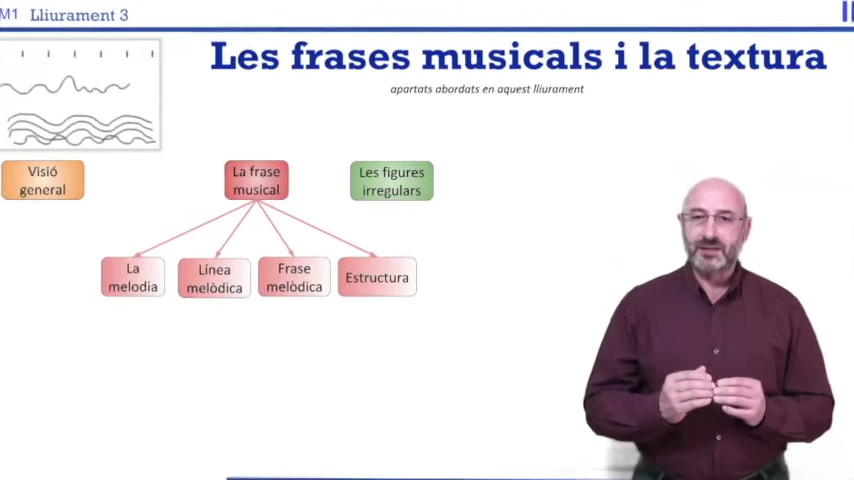 M1 Lliurament 3
Les frases musicals i la textura
apartats abordats en aquest lliurament
Visió
general
La frase
musical
Les figures
irregulars
La
melodia
Línea
melòdica
Frase
melòdica
Estructura